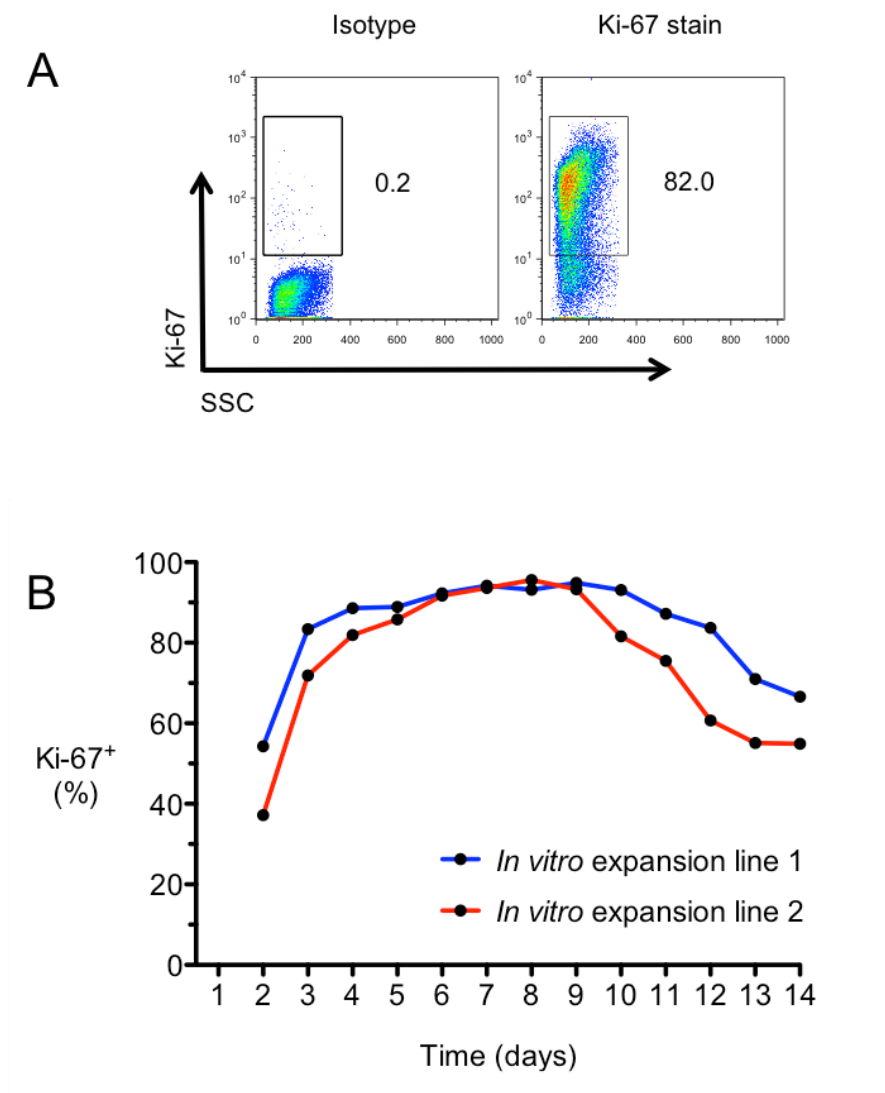 Isotype
Ki-67 stain
A
10⁴
10³
10²
10¹
10⁰
0.2
0 200 400 600 800 1000
10⁴
10³
10²
10¹
10⁰
82.0
0 200 400 600 800 1000
Ki-67
SSC
B
100
80
60
40
20
0
Ki-67⁺
(%)
In vitro expansion line 1
In vitro expansion line 2
1 2 3 4 5 6 7 8 9 10 11 12 13 14
Time (days)